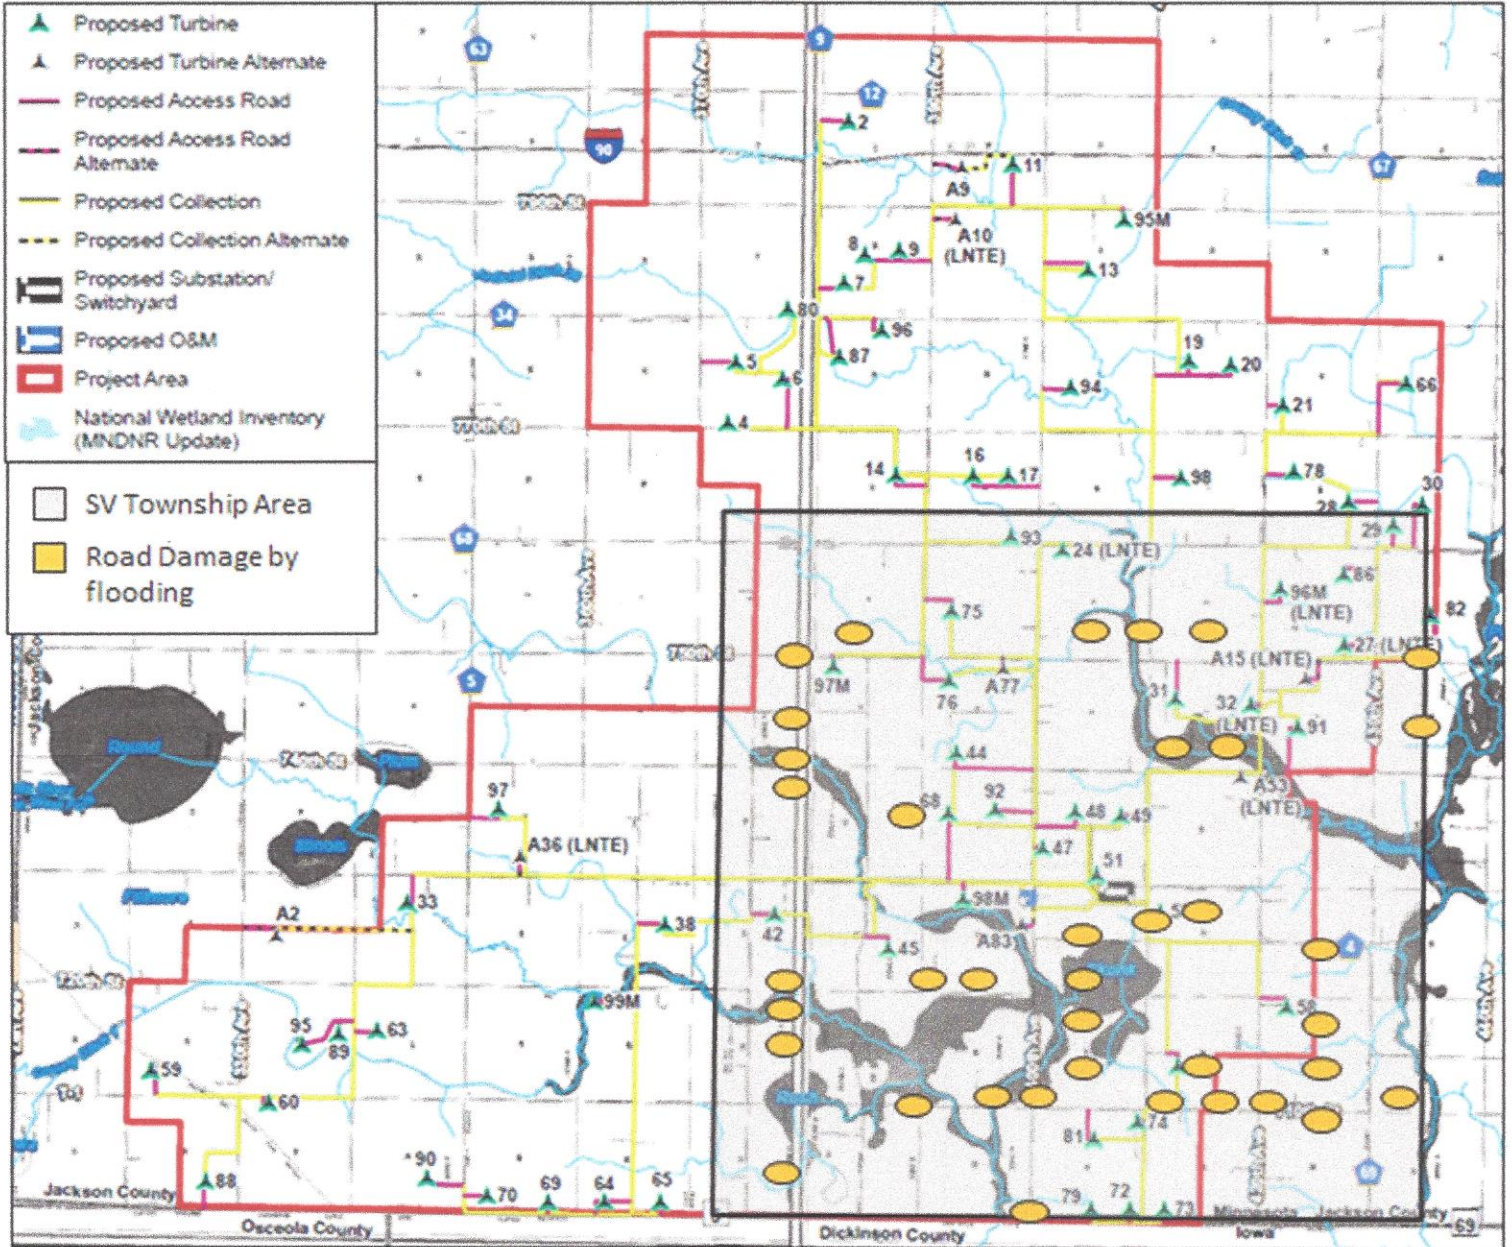 Proposed Turbine
Proposed Turbine Alternate
Proposed Access Road
Proposed Access Road
Alternate
Proposed Collection
Proposed Collection Alternate
Proposed Substation/
Switchyard
Proposed O&M
Project Area
National Wetland Inventory
(MNDNR Update)
SV Township Area
Road Damage by
flooding
63
9
12
90
67
34
68
5
4
69
2
A9
11
95M
A10
(LNTE)
8
9
13
7
80
96
87
5
6
4
19
20
94
21
66
14
16
17
98
78
28
30
29
93
24 (LNTE)
86
96M
(LNTE)
82
75
27 (LNTE)
A15 (LNTE)
97M
76
A77
31
32
(LNTE)
91
44
A53
(LNTE)
97
68
92
48
49
A36 (LNTE)
47
51
33
98M
A2
38
42
45
A83
99M
58
95
89
63
59
60
74
81
88
90
70
69
64
65
79
72
73
Round
Jackson County
Osceola County
Dickinson County
Minnesota
Jackson County
Iowa